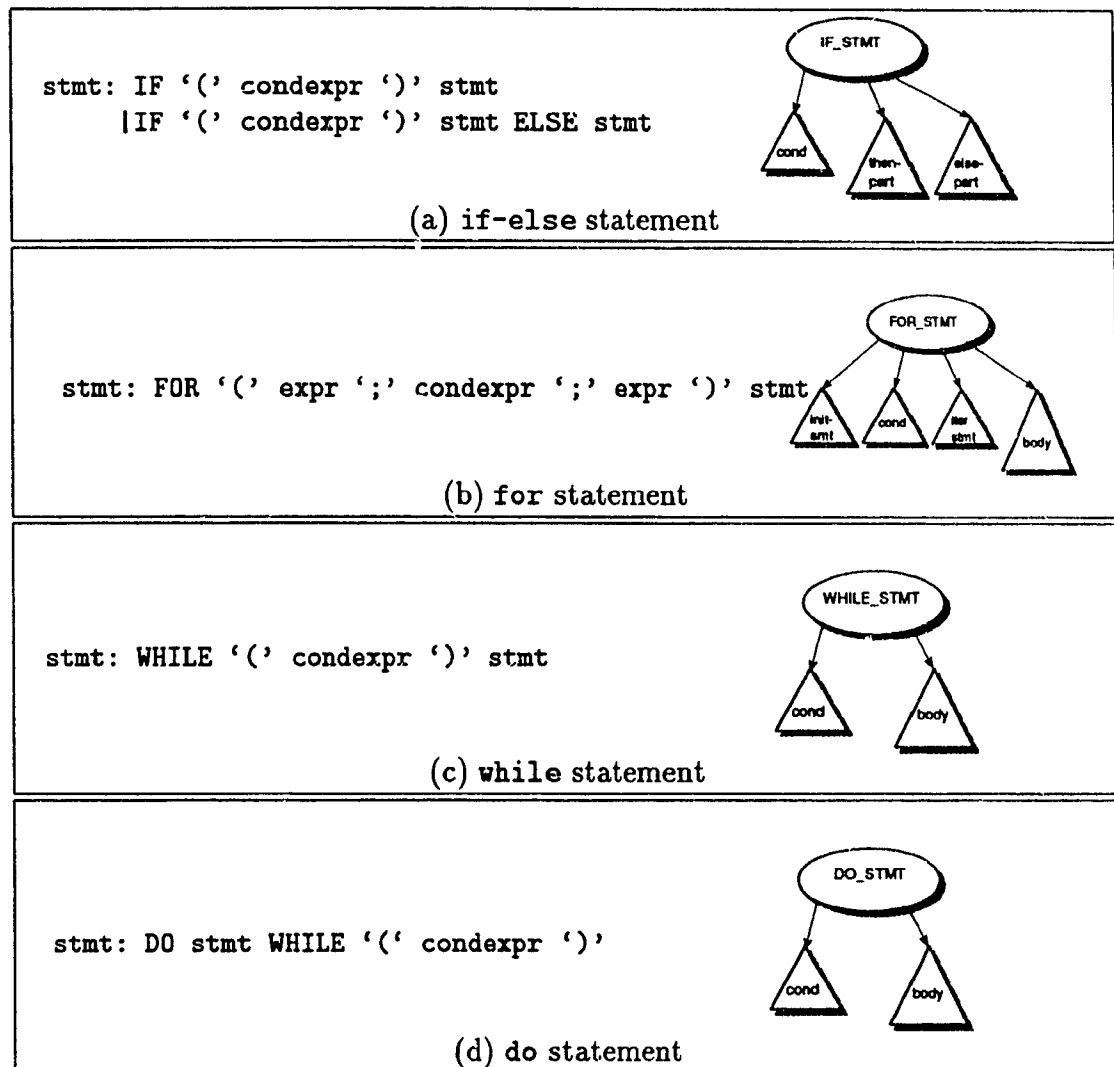 IF_STMT
stmt: IF ‘(’ condexpr ‘)’ stmt
|IF ‘(’ condexpr ‘)’ stmt ELSE stmt
cond
then-
part
else-
part
(a) if-else statement
FOR_STMT
stmt: FOR ‘(’ expr ‘;’ condexpr ‘;’ expr ‘)’ stmt
init-
smt
cond
iter
stmt
body
(b) for statement
WHILE_STMT
stmt: WHILE ‘(’ condexpr ‘)’ stmt
cond
body
(c) while statement
DO_STMT
stmt: DO stmt WHILE ‘(‘ condexpr ‘)’
cond
body
(d) do statement